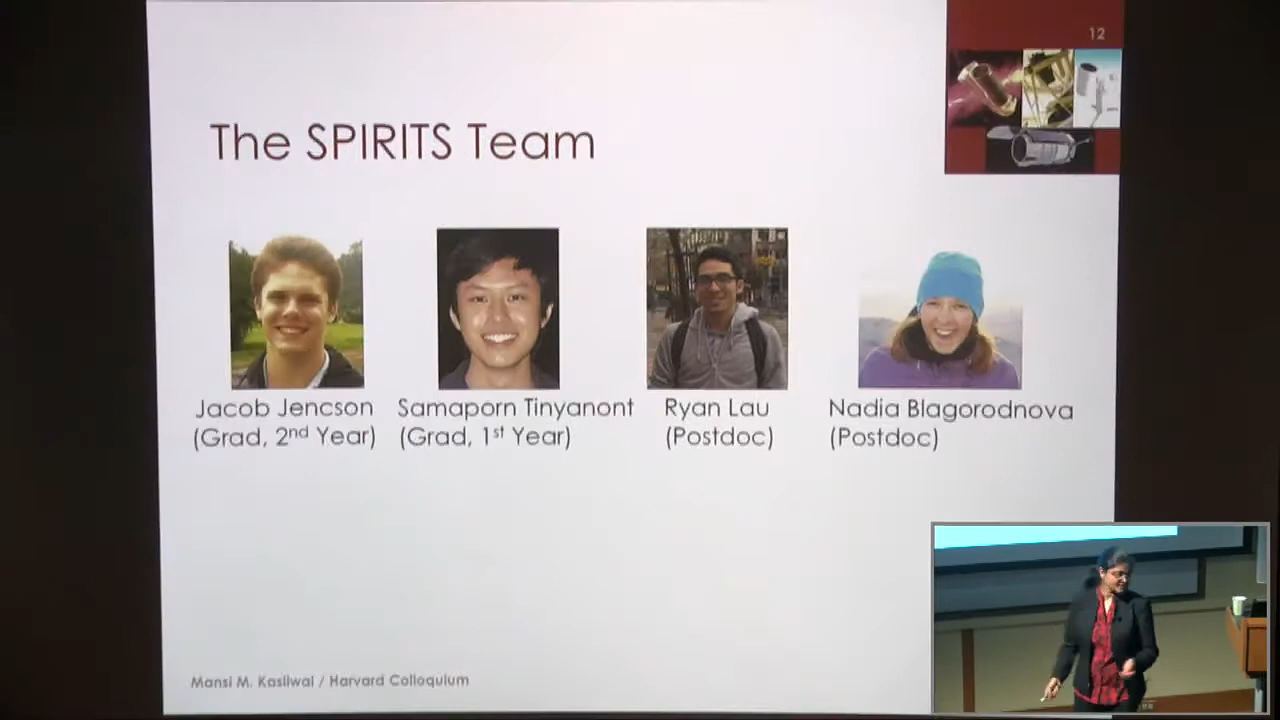 12
The SPIRITS Team
Jacob Jencson
(Grad, 2nd Year)
Samaporn Tinyanont
(Grad, 1st Year)
Ryan Lau
(Postdoc)
Nadia Blagorodnova
(Postdoc)
Mansi M. Kasliwal / Harvard Colloquium